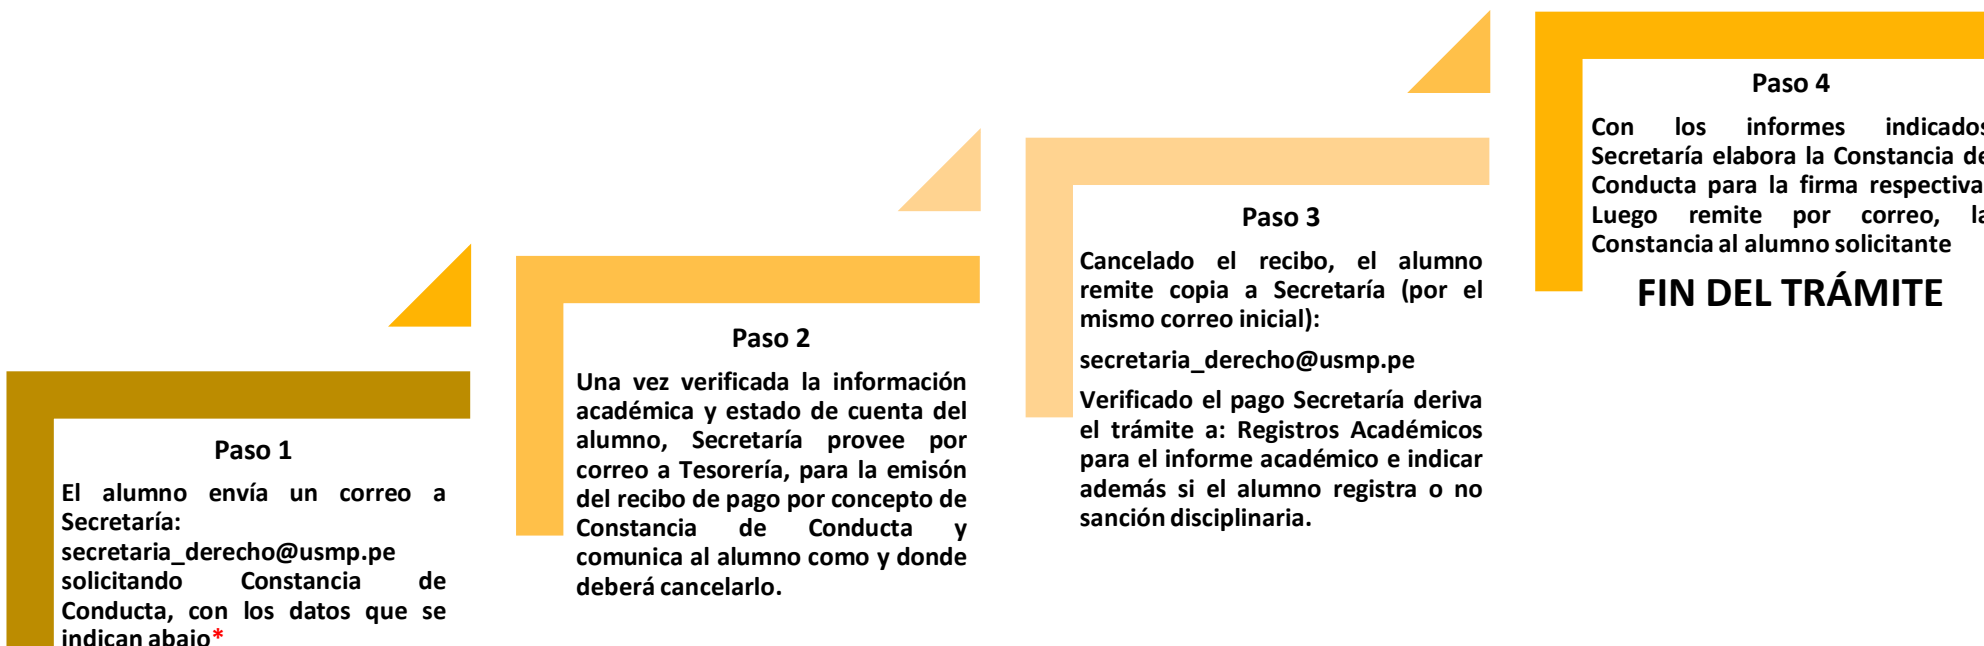 Paso 1
El alumno envía un correo a
Secretaría:
secretaria_derecho@usmp.pe
solicitando Constancia de
Conducta, con los datos que se
indican abajo*
Paso 2
Una vez verificada la información
académica y estado de cuenta del
alumno, Secretaría provee por
correo a Tesorería, para la emisón
del recibo de pago por concepto de
Constancia de Conducta y
comunica al alumno como y donde
deberá cancelarlo.
Paso 3
Cancelado el recibo, el alumno
remite copia a Secretaría (por el
mismo correo inicial):
secretaria_derecho@usmp.pe
Verificado el pago Secretaría deriva
el trámite a: Registros Académicos
para el informe académico e indicar
además si el alumno registra o no
sanción disciplinaria.
Paso 4
Con los informes indicados
Secretaría elabora la Constancia de
Conducta para la firma respectiva
Luego remite por correo, la
Constancia al alumno solicitante
FIN DEL TRÁMITE